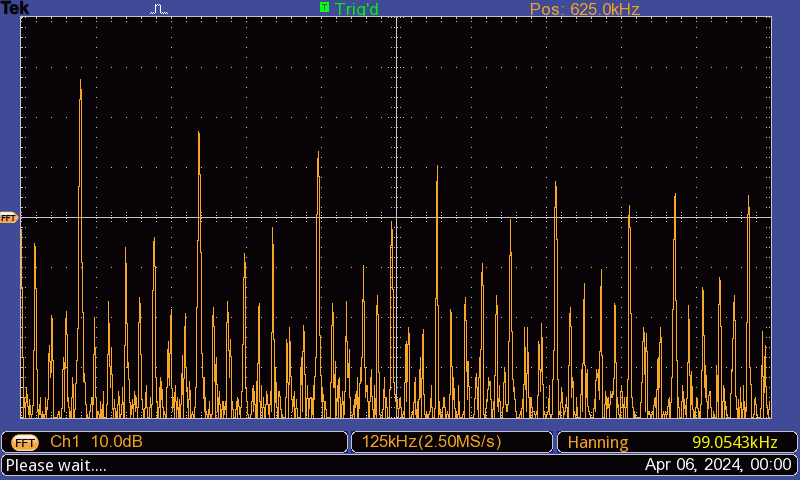 Tek T Trig'd Pos: 625.0kHz
FFT
FFT Ch1 10.0dB 125kHz(2.50MS/s) Hanning 99.0543kHz
Please wait.... Apr 06, 2024, 00:00